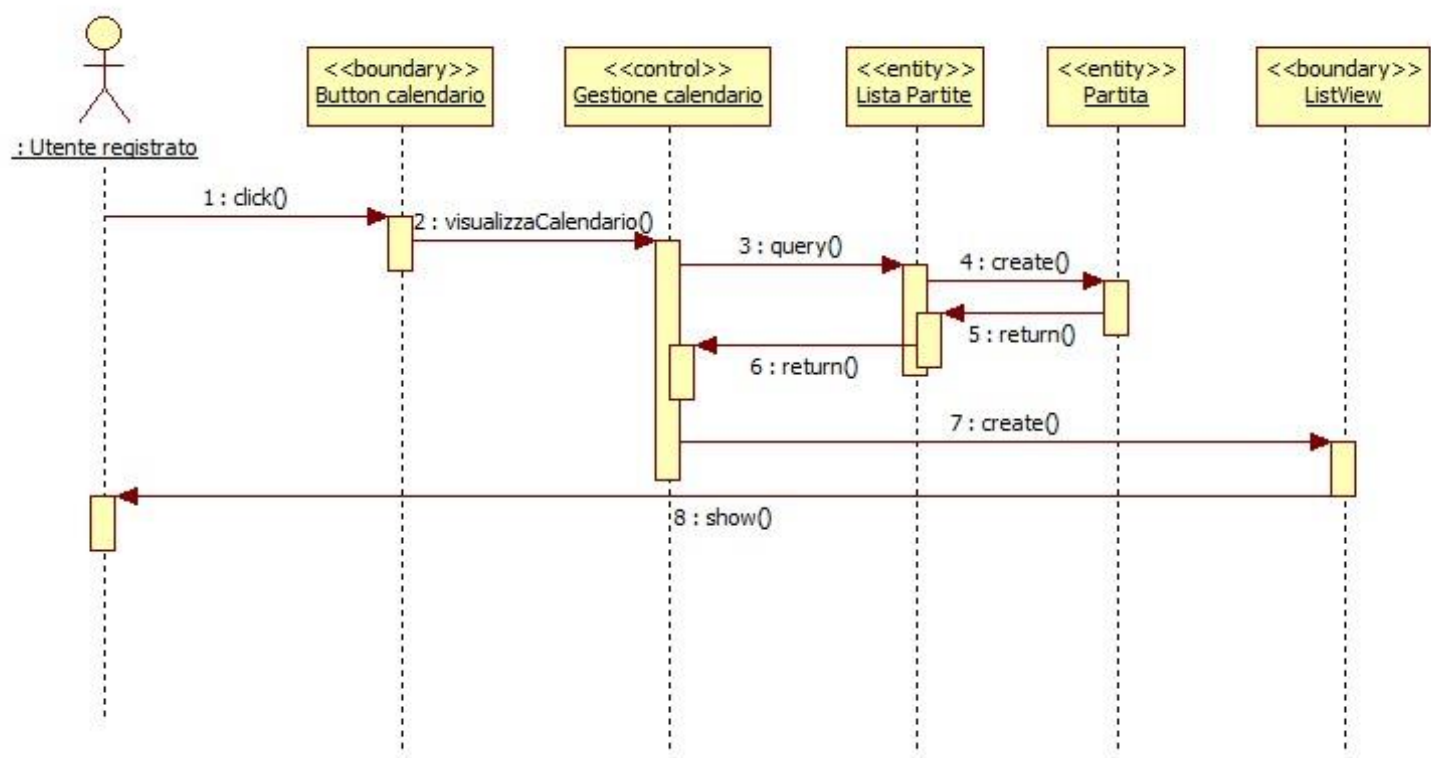 <<boundary>>
Button calendario
<<control>>
Gestione calendario
<<entity>>
Lista Partite
<<entity>>
Partita
<<boundary>>
ListView
: Utente registrato
1 : click()
2 : visualizzaCalendario()
3 : query()
4 : create()
5 : return()
6 : return()
7 : create()
8 : show()